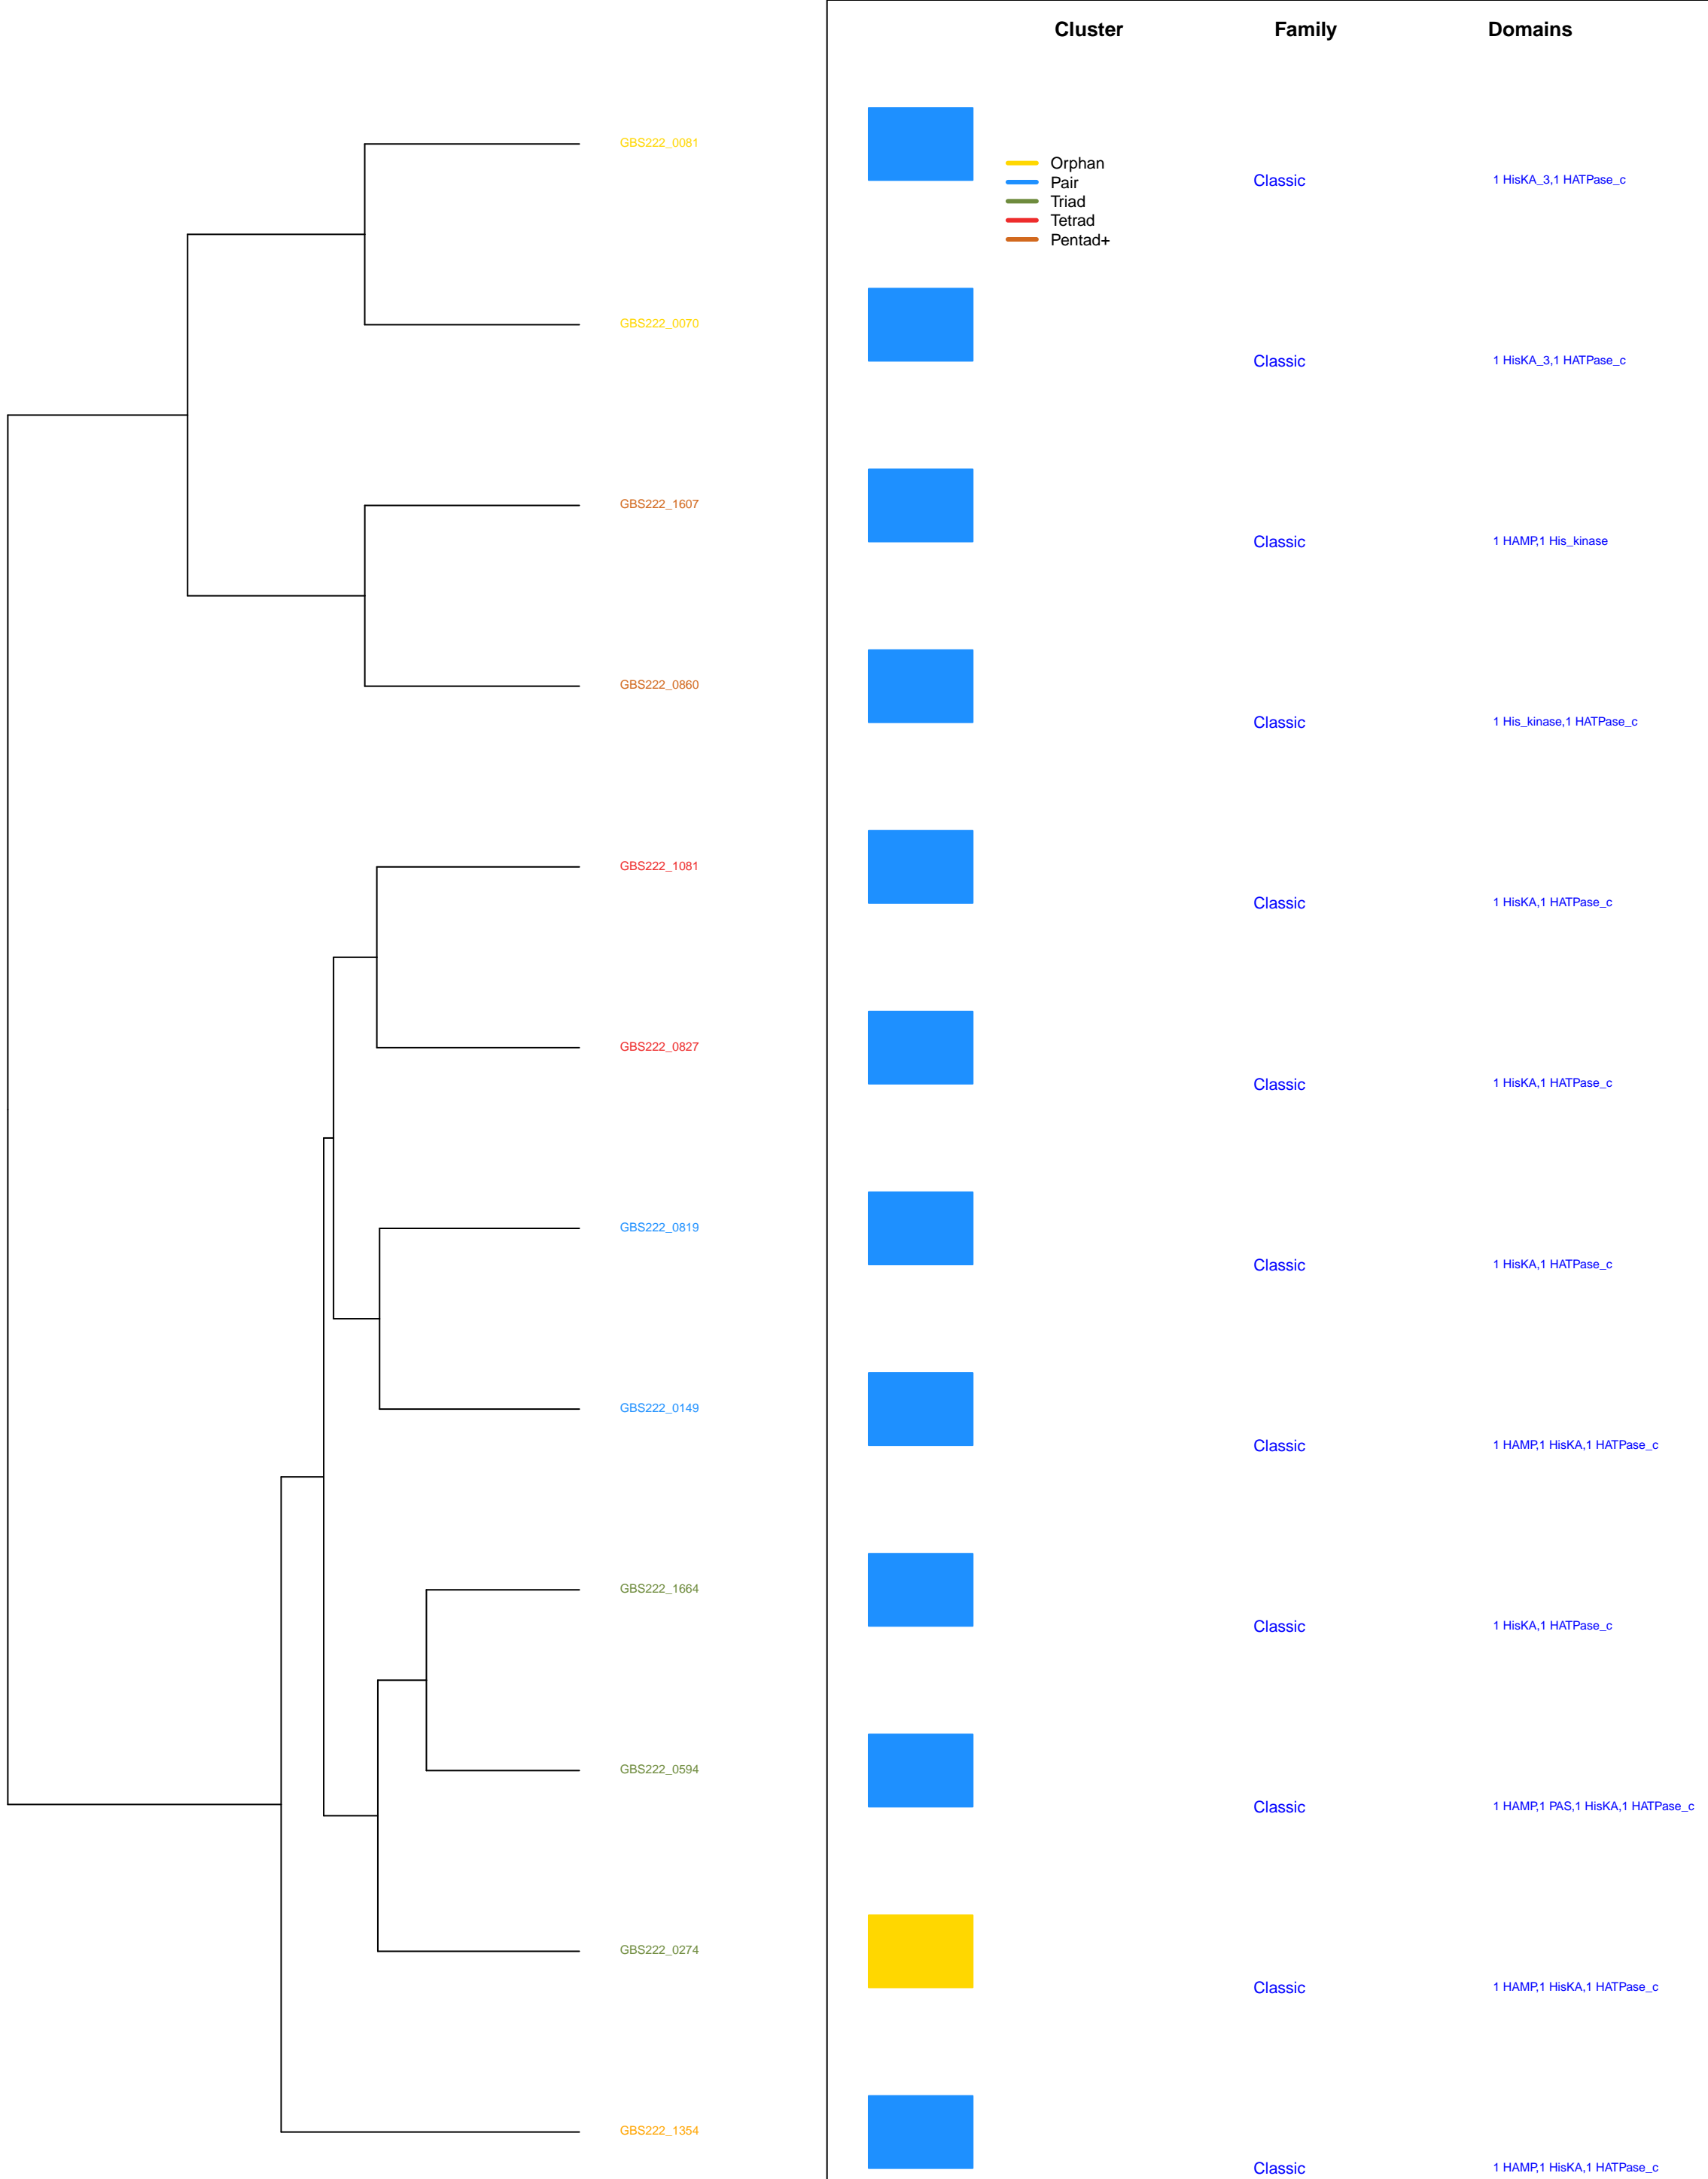 Cluster Family Domains
GBS222_0081
Orphan
Pair
Triad
Tetrad
Pentad+
Classic 1 HisKA_3,1 HATPase_c
GBS222_0070
Classic 1 HisKA_3,1 HATPase_c
GBS222_1607
Classic 1 HAMP,1 His_kinase
GBS222_0860
Classic 1 His_kinase,1 HATPase_c
GBS222_1081
Classic 1 HisKA,1 HATPase_c
GBS222_0827
Classic 1 HisKA,1 HATPase_c
GBS222_0819
Classic 1 HisKA,1 HATPase_c
GBS222_0149
Classic 1 HAMP,1 HisKA,1 HATPase_c
GBS222_1664
Classic 1 HisKA,1 HATPase_c
GBS222_0594
Classic 1 HAMP,1 PAS,1 HisKA,1 HATPase_c
GBS222_0274
Classic 1 HAMP,1 HisKA,1 HATPase_c
GBS222_1354
Classic 1 HAMP,1 HisKA,1 HATPase_c